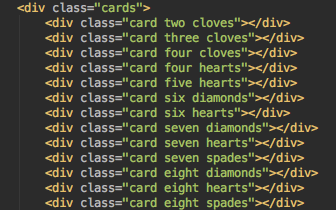 <div class="cards">
<div class="card two cloves"></div>
<div class="card three cloves"></div>
<div class="card four cloves"></div>
<div class="card four hearts"></div>
<div class="card five hearts"></div>
<div class="card six diamonds"></div>
<div class="card six hearts"></div>
<div class="card seven diamonds"></div>
<div class="card seven hearts"></div>
<div class="card seven spades"></div>
<div class="card eight diamonds"></div>
<div class="card eight hearts"></div>
<div class="card eight spades"></div>